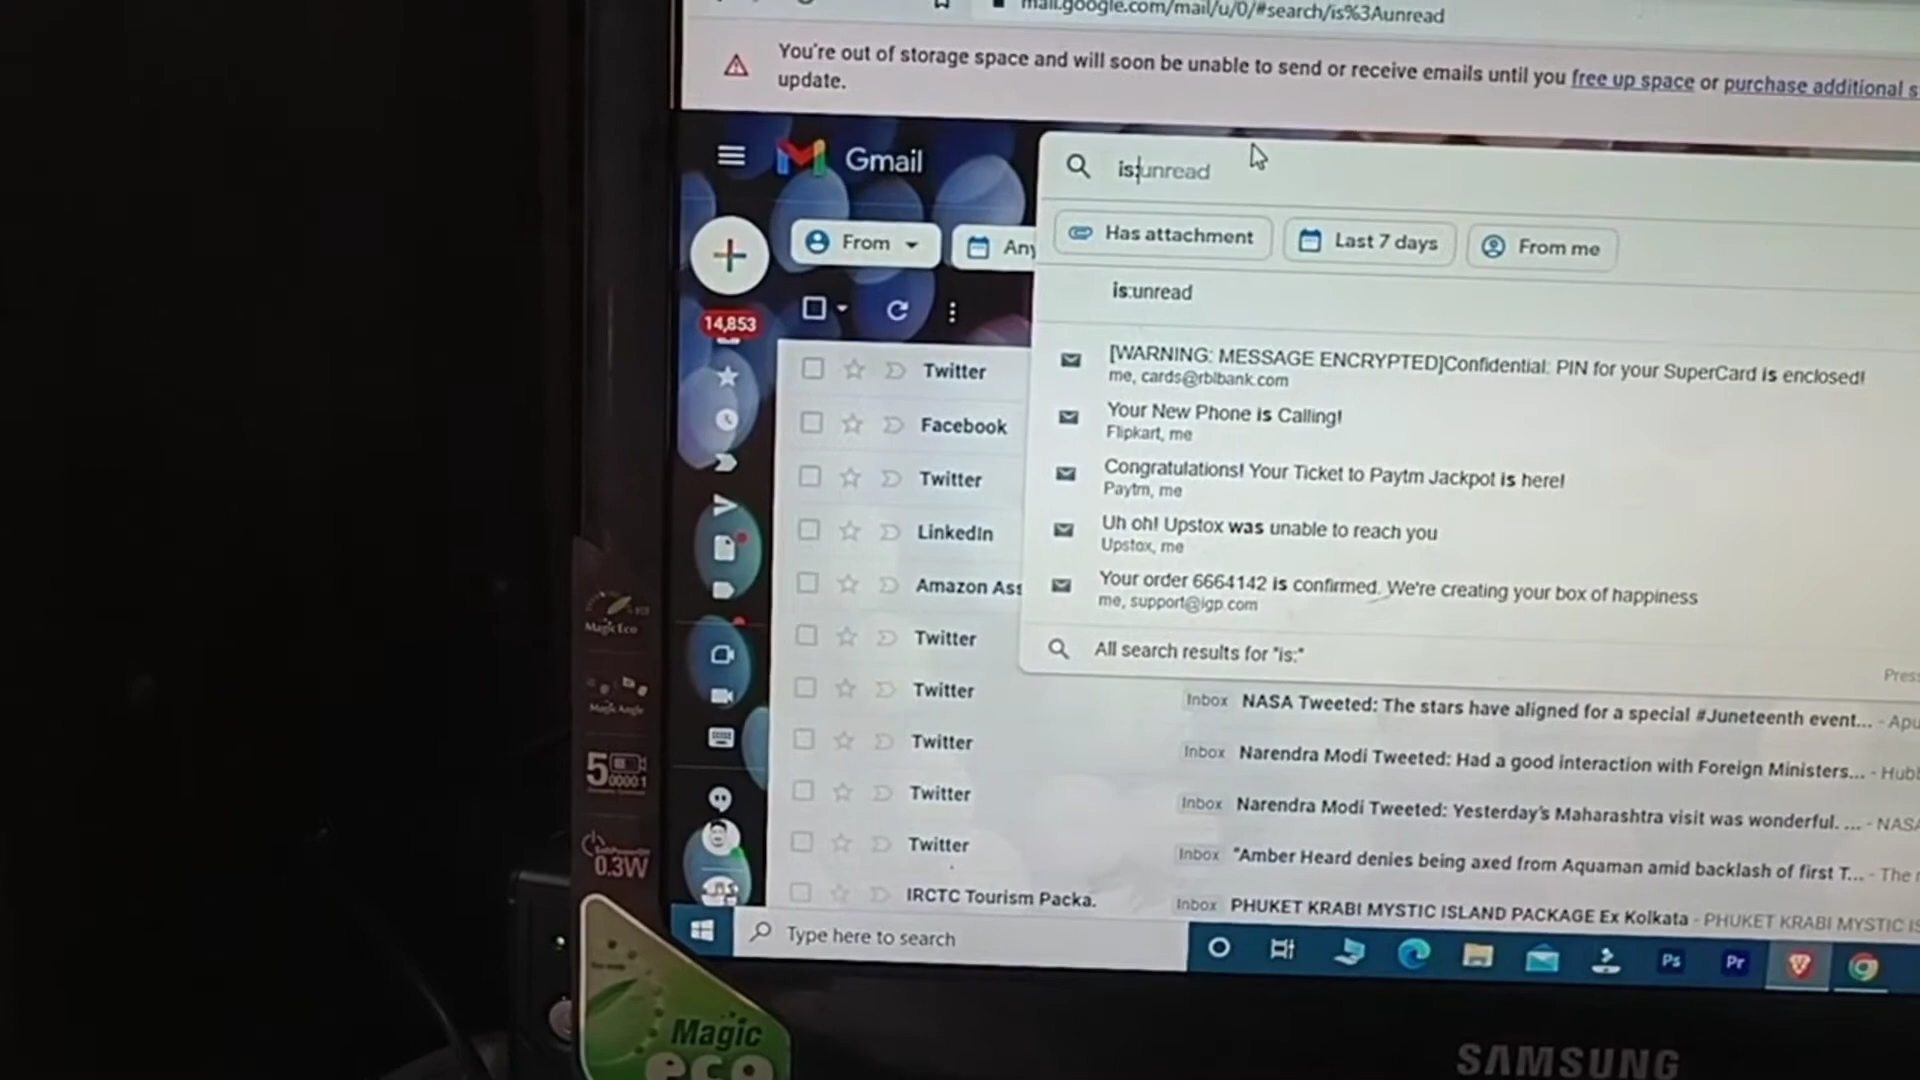 mail.google.com/mail/u/0/#search/is%3Aunread
You're out of storage space and will soon be unable to send or receive emails until you free up space or purchase additional
update.
Gmail
is:unread
From
Any
Has attachment
Last 7 days
From me
is:unread
14,853
[WARNING: MESSAGE ENCRYPTED]Confidential: PIN for your SuperCard is enclosed!
me, cards@rblbank.com
Your New Phone is Calling!
Flipkart, me
Congratulations! Your Ticket to Paytm Jackpot is here!
Paytm, me
Uh oh! Upstox was unable to reach you
Upstox, me
Your order 6664142 is confirmed. We're creating your box of happiness
me, support@igp.com
All search results for "is:"
Press
Twitter
Facebook
Twitter
LinkedIn
Amazon Ass
Twitter
Twitter Inbox NASA Tweeted: The stars have aligned for a special #Juneteenth event... - Apu
Twitter Inbox Narendra Modi Tweeted: Had a good interaction with Foreign Ministers... - Hub
Twitter Inbox Narendra Modi Tweeted: Yesterday's Maharashtra visit was wonderful. ... - NASA
Twitter Inbox "Amber Heard denies being axed from Aquaman amid backlash of first T... - The
IRCTC Tourism Packa. Inbox PHUKET KRABI MYSTIC ISLAND PACKAGE Ex Kolkata - PHUKET KRABI MYSTIC IS
Type here to search
Ps
Pr
MagicEco
MagicAngle
5
0000:1
0.3W
Magic
eco
SAMSUNG